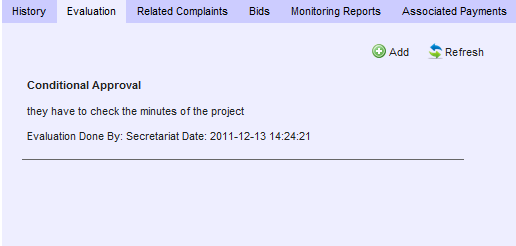 History Evaluation Related Complaints Bids Monitoring Reports Associated Payments
Add Refresh
Conditional Approval
they have to check the minutes of the project
Evaluation Done By: Secretariat Date: 2011-12-13 14:24:21